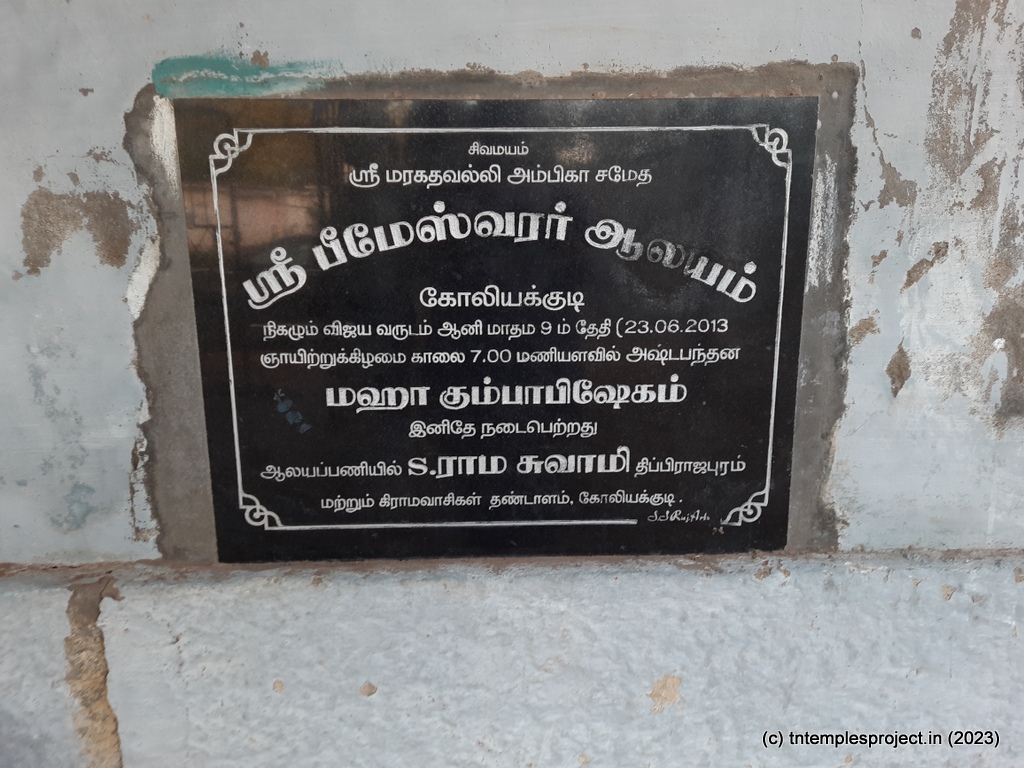 சிவமயம்
ஸ்ரீ மரகதவல்லி அம்பிகா சமேத
ஸ்ரீ பீமேஸ்வரர் ஆலயம்
கோலியக்குடி
நிகழும் விஜய வருடம் ஆனி மாதம 9 ம் தேதி (23.06.2013
ஞாயிற்றுக்கிழமை காலை 7.00 மணியளவில் அஷ்டபந்தன
மஹா கும்பாபிஷேகம்
இனிதே நடைபெற்றது
ஆலயப்பணியில் S.ராம சுவாமி திப்பிராஜபுரம்
மற்றும் கிராமவாசிகள் தண்டாளம், கோலியக்குடி .
(c) tntemplesproject.in (2023)